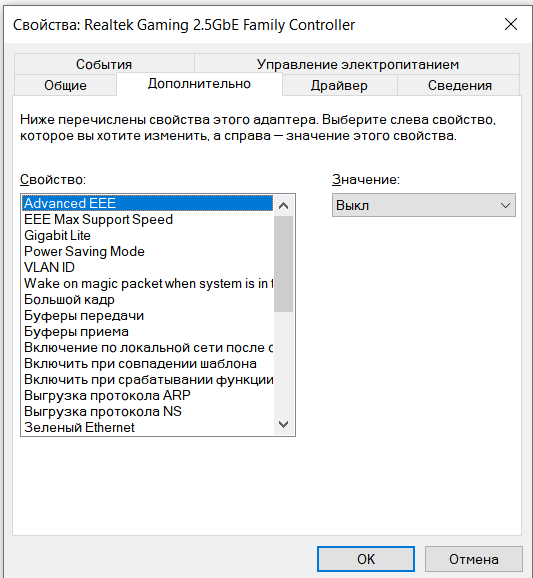 Свойства: Realtek Gaming 2.5GbE Family Controller
События
Управление электропитанием
Общие
Дополнительно
Драйвер
Сведения
Ниже перечислены свойства этого адаптера. Выберите слева свойство,
которое вы хотите изменить, а справа — значение этого свойства.
Свойство:
Значение:
Advanced EEE
Выкл
EEE Max Support Speed
Gigabit Lite
Power Saving Mode
VLAN ID
Wake on magic packet when system is in
Большой кадр
Буферы передачи
Буферы приема
Включение по локальной сети после
Включить при совпадении шаблона
Включить при срабатывании функции
Выгрузка протокола ARP
Выгрузка протокола NS
Зеленый Ethernet
OK
Отмена